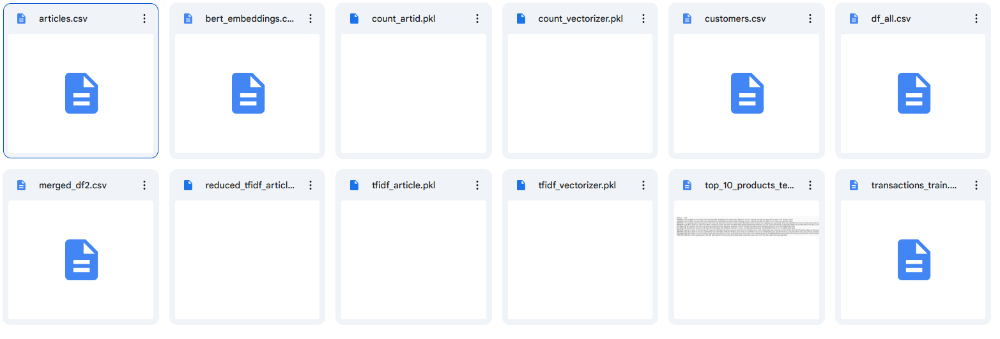 articles.csv
bert_embeddings.c...
count_artid.pkl
count_vectorizer.pkl
customers.csv
df_all.csv
merged_df2.csv
reduced_tfidf_articl...
tfidf_article.pkl
tfidf_vectorizer.pkl
top_10_products_te...
transactions_train....